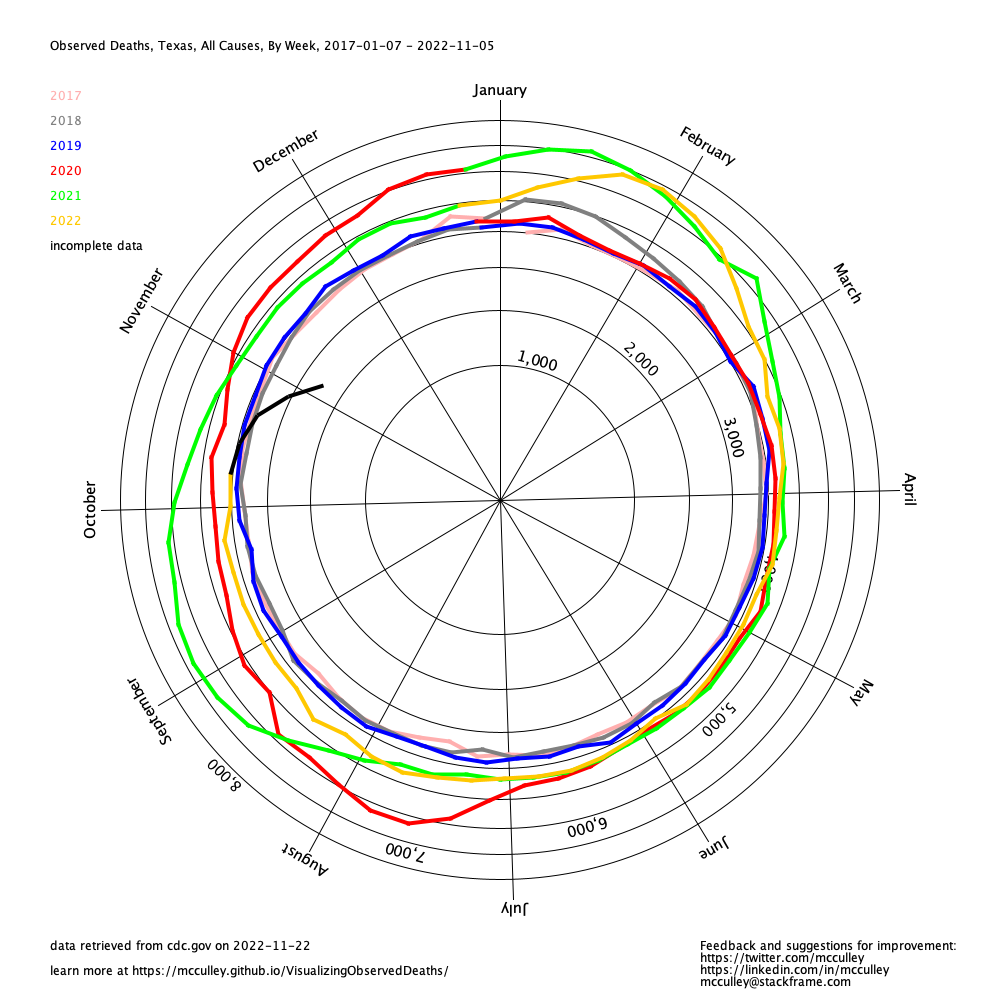 Observed Deaths, Texas, All Causes, By Week, 2017-01-07 - 2022-11-05
January
2017
2018
2019
2020
2021
2022
incomplete data
December
February
November
March
1,000
2,000
3,000
October
April
September
May
5,000
8,000
6,000
7,000
August
June
July
data retrieved from cdc.gov on 2022-11-22
learn more at https://mcculley.github.io/VisualizingObservedDeaths/
Feedback and suggestions for improvement:
https://twitter.com/mcculley
https://linkedin.com/in/mcculley
mcculley@stackframe.com